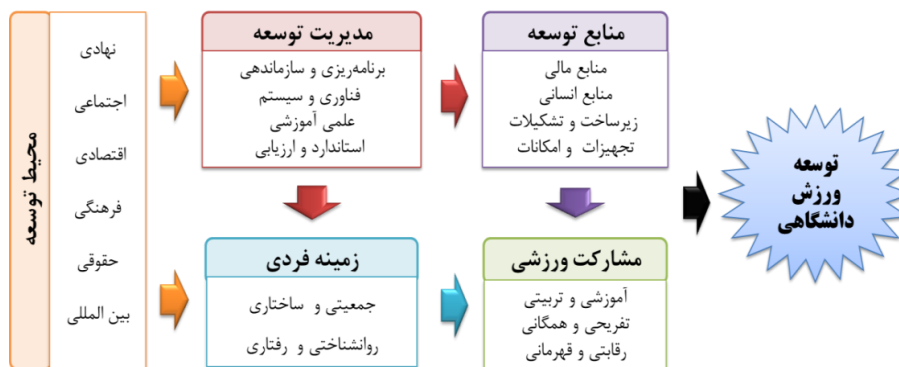 محیط توسعه
نهادی
اجتماعی
اقتصادی
فرهنگی
حقوقی
بین المللی
مدیریت توسعه
برنامه‌ریزی و سازماندهی
فناوری و سیستم
علمی آموزشی
استاندارد و ارزیابی
منابع توسعه
منابع مالی
منابع انسانی
زیرساخت و تشکیلات
تجهیزات و امکانات
زمینه فردی
جمعیتی و ساختاری
روانشناختی و رفتاری
مشارکت ورزشی
آموزشی و تربیتی
تفریحی و همگانی
رقابتی و قهرمانی
توسعه
ورزش
دانشگاهی